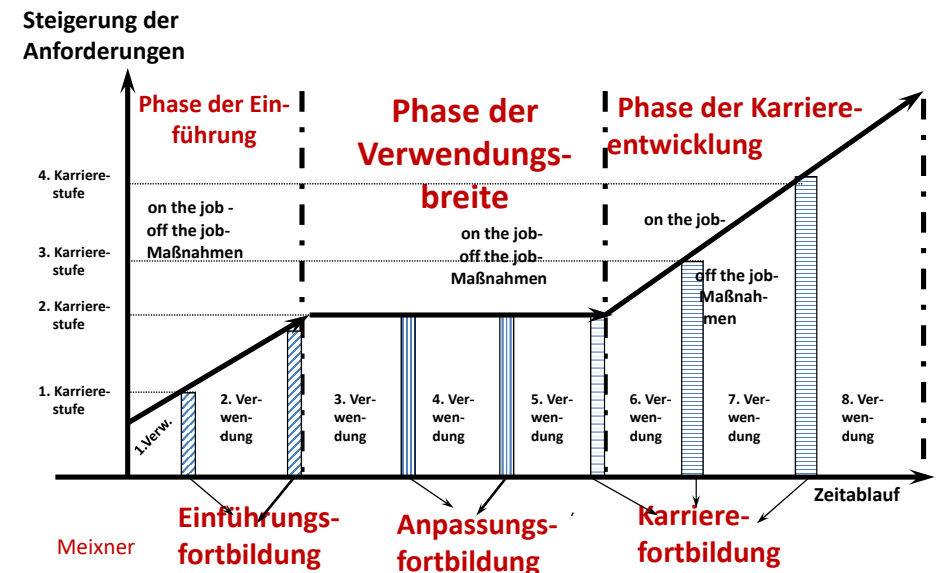 Steigerung der
Anforderungen
Phase der Ein-
führung
Phase der
Verwendungs-
breite
Phase der Karriere-
entwicklung
4. Karriere-
stufe
3. Karriere-
stufe
2. Karriere-
stufe
1. Karriere-
stufe
on the job -
off the job-
Maßnahmen
on the job-
off the job-
Maßnahmen
on the job-
off the job-
Maßnah-
men
1.Verw.
2. Ver-
wen-
dung
3. Ver-
wen-
dung
4. Ver-
wen-
dung
5. Ver-
wen-
dung
6. Ver-
wen-
dung
7. Ver-
wen-
dung
8. Ver-
wen-
dung
Zeitablauf
Einführungs-
fortbildung
Anpassungs-
fortbildung
Karriere-
fortbildung
Meixner